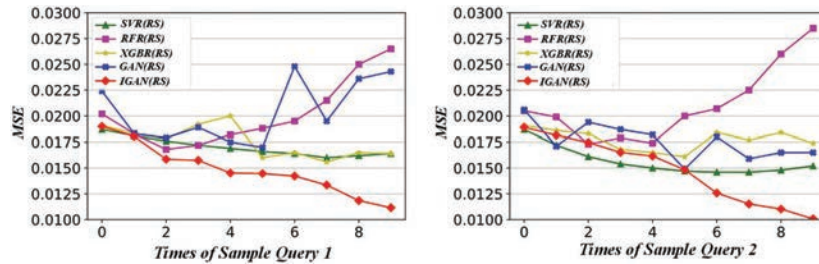 0.0300
0.0275
0.0250
0.0225
0.0200
0.0175
0.0150
0.0125
0.0100
MSE
SVR(RS)
RFR(RS)
XGBR(RS)
GAN(RS)
IGAN(RS)
0 2 4 6 8
Times of Sample Query 1
0.0300
0.0275
0.0250
0.0225
0.0200
0.0175
0.0150
0.0125
0.0100
MSE
SVR(RS)
RFR(RS)
XGBR(RS)
GAN(RS)
IGAN(RS)
0 2 4 6 8
Times of Sample Query 2